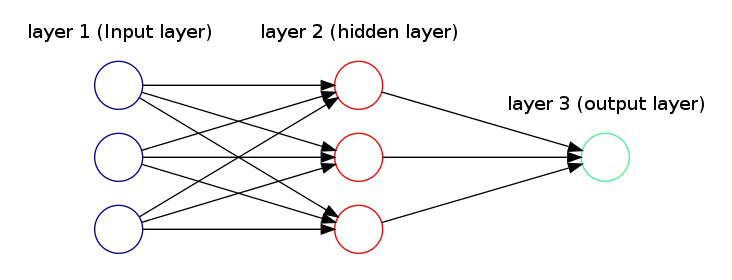 layer 1 (Input layer)
layer 2 (hidden layer)
layer 3 (output layer)